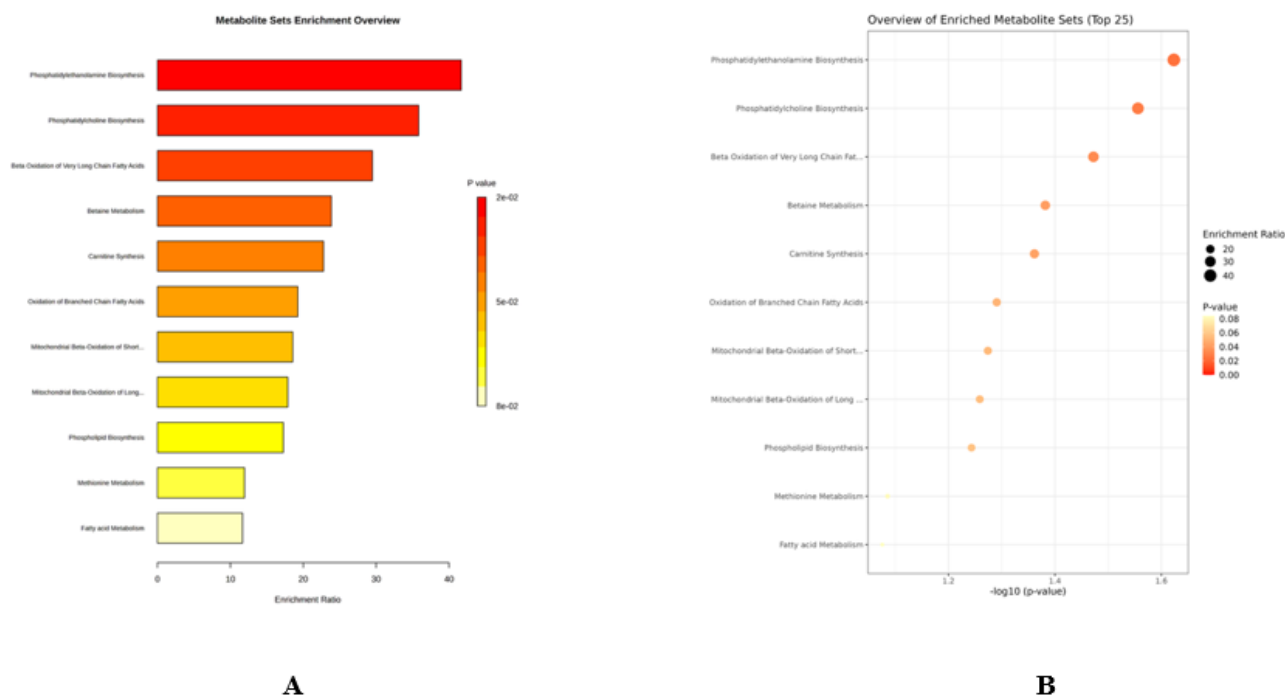 Metabolite Sets Enrichment Overview
Phosphatidylethanolamine Biosynthesis
Phosphatidylcholine Biosynthesis
Beta Oxidation of Very Long Chain Fatty Acids
Betaine Metabolism
Carnitine Synthesis
Oxidation of Branched Chain Fatty Acids
Mitochondrial Beta-Oxidation of Short...
Mitochondrial Beta-Oxidation of Long...
Phospholipid Biosynthesis
Methionine Metabolism
Fatty acid Metabolism
0 10 20 30 40
Enrichment Ratio
P value
2e-02
5e-02
8e-02
A
Overview of Enriched Metabolite Sets (Top 25)
Phosphatidylethanolamine Biosynthesis
Phosphatidylcholine Biosynthesis
Beta Oxidation of Very Long Chain Fat...
Betaine Metabolism
Carnitine Synthesis
Oxidation of Branched Chain Fatty Acids
Mitochondrial Beta-Oxidation of Short...
Mitochondrial Beta-Oxidation of Long ...
Phospholipid Biosynthesis
Methionine Metabolism
Fatty acid Metabolism
1.2 1.4 1.6
-log10 (p-value)
Enrichment Ratio
20
30
40
P-value
0.08
0.06
0.04
0.02
0.00
B